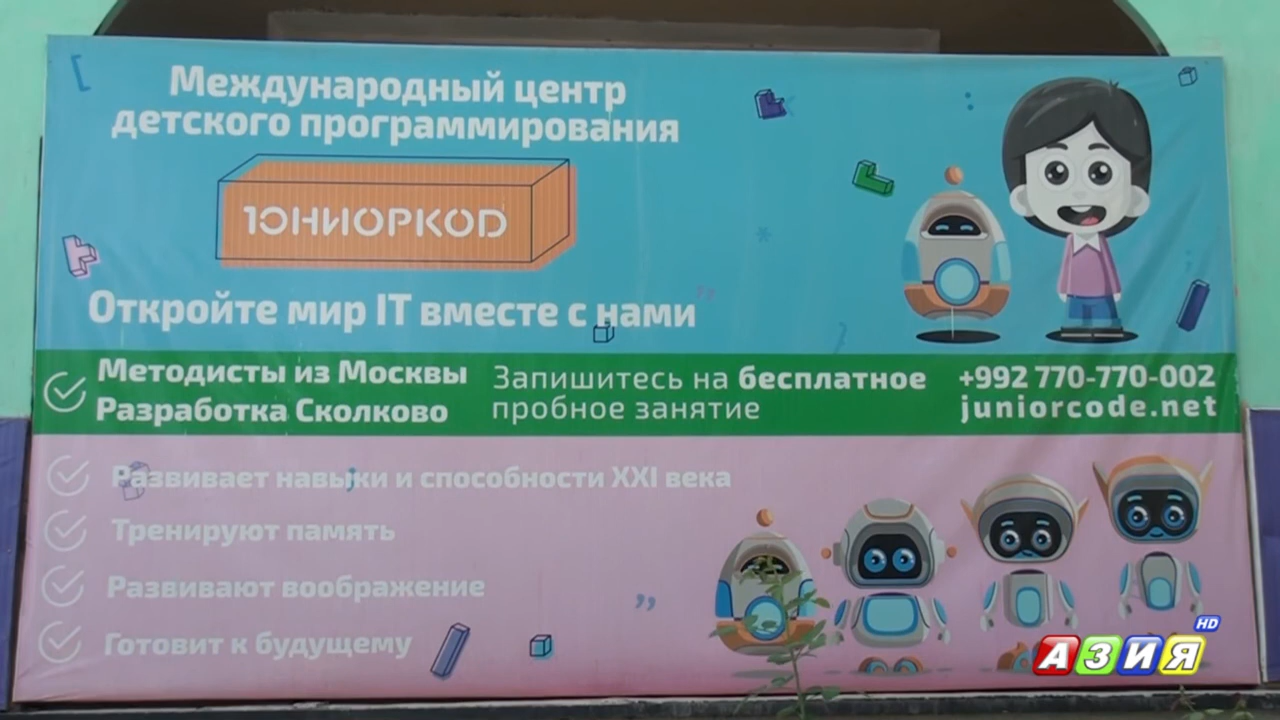 Международный центр
детского программирования
ЮНИОРKOD
Откройте мир IT вместе с нами
Методисты из Москвы
Разработка Сколково
Запишитесь на бесплатное
пробное занятие
+992 770-770-002
juniorcode.net
Развивает навыки и способности XXI века
Тренируют память
Развивают воображение
Готовит к будущему
АЗИЯ HD